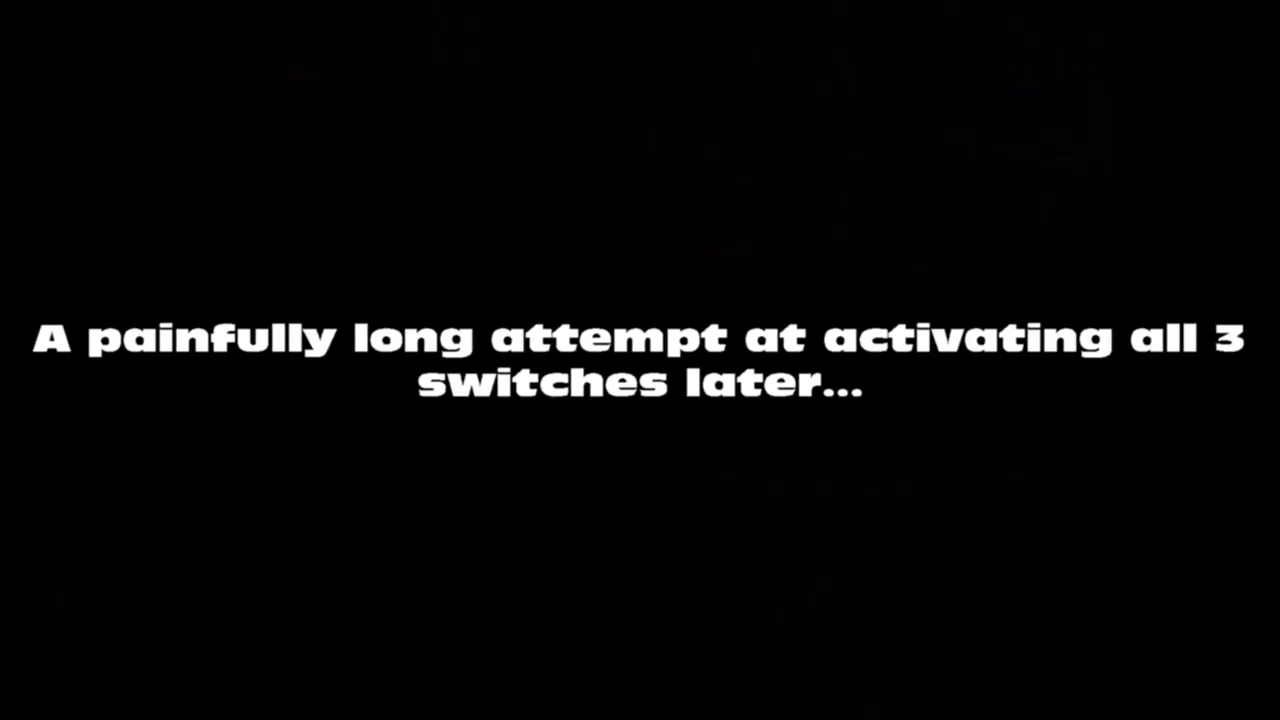 A painfully long attempt at activating all 3
switches later...